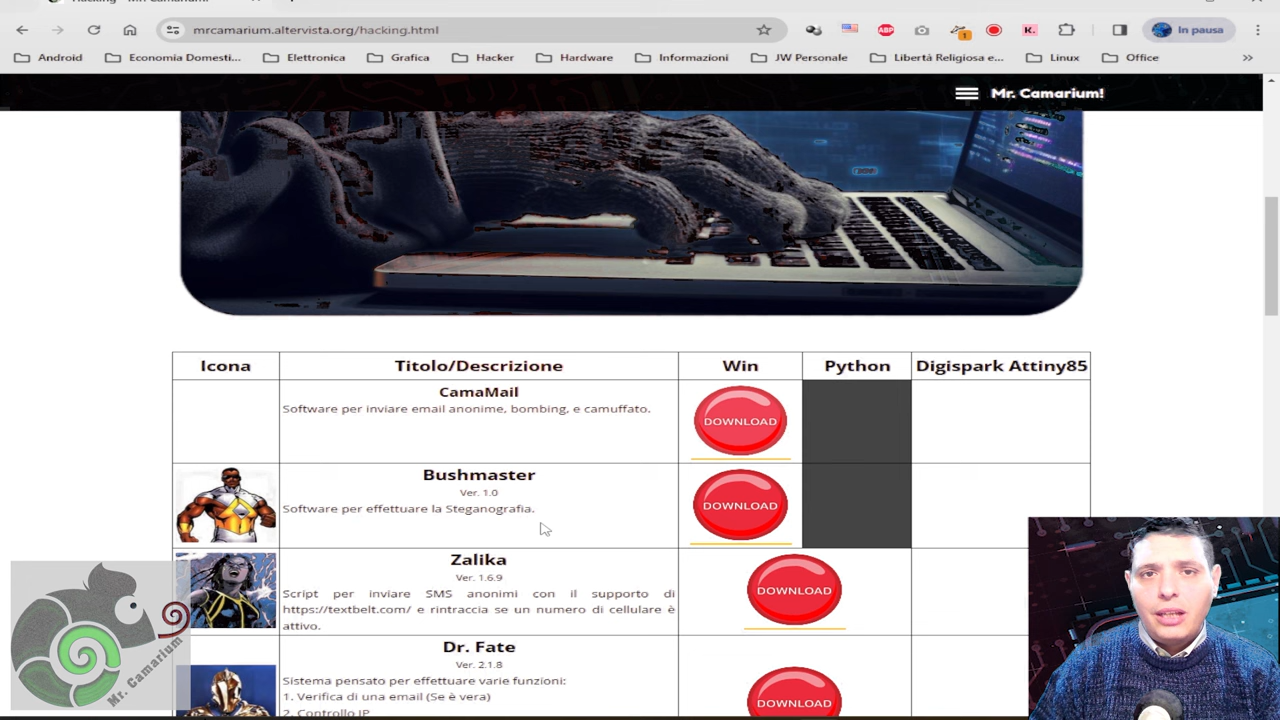 mrcamarium.altervista.org/hacking.html
ABP
1
K.
In pausa
Android
Economia Domesti...
Elettronica
Grafica
Hacker
Hardware
Informazioni
JW Personale
Libertà Religiosa e...
Linux
Office
Mr. Camarium!
Icona
Titolo/Descrizione
Win
Python
Digispark Attiny85
CamaMail
Software per inviare email anonime, bombing, e camuffato.
DOWNLOAD
Bushmaster
Ver. 1.0
Software per effettuare la Steganografia.
DOWNLOAD
Zalika
Ver. 1.6.9
Script per inviare SMS anonimi con il supporto di
https://textbelt.com/ e rintraccia se un numero di cellulare è
attivo.
DOWNLOAD
Dr. Fate
Ver. 2.1.8
Sistema pensato per effettuare varie funzioni:
1. Verifica di una email (Se è vera)
2. Controllo IP
DOWNLOAD
Mr. Camarium